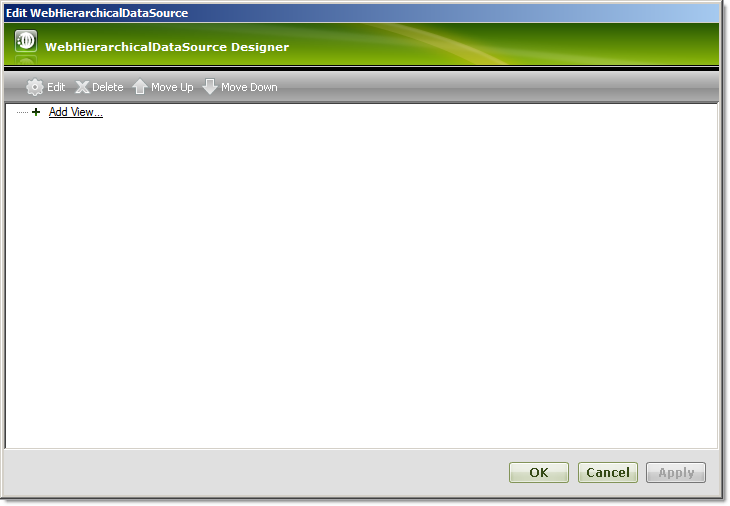 Edit WebHierarchicalDataSource
WebHierarchicalDataSource Designer
Edit Delete Move Up Move Down
Add View...
OK Cancel Apply